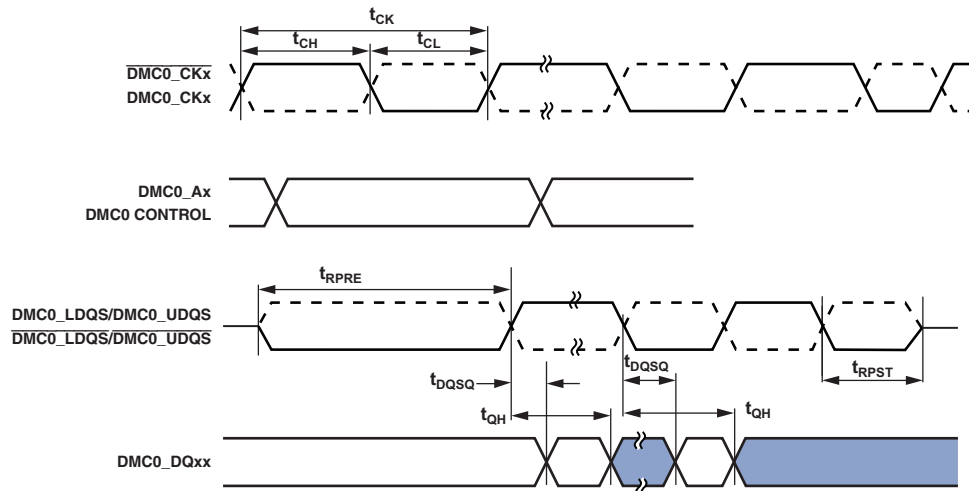 tCK
tCH
tCL
DMC0_CKx
DMC0_CKx
DMC0_Ax
DMC0 CONTROL
tRPRE
DMC0_LDQS/DMC0_UDQS
DMC0_LDQS/DMC0_UDQS
tDQSQ
tDQSQ
tRPST
tQH
tQH
DMC0_DQxx